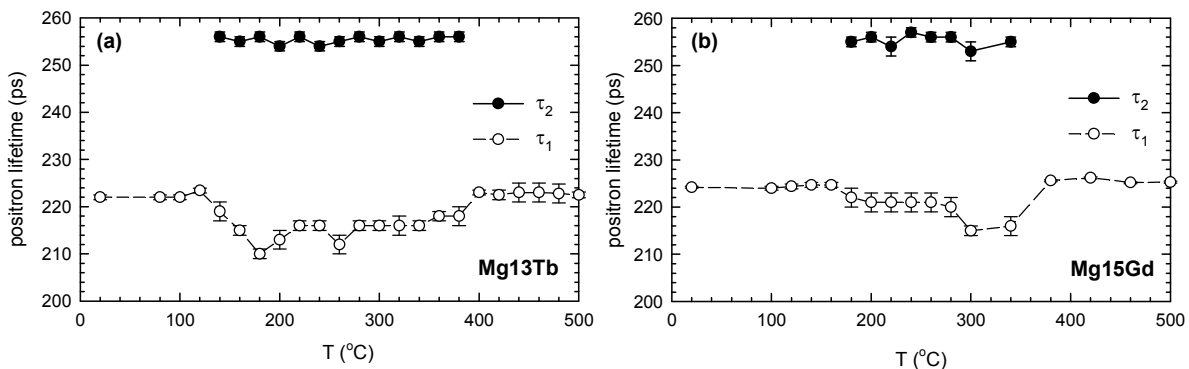 260
250
240
230
220
210
200
positron lifetime (ps)
(a)
τ2
τ1
Mg13Tb
0 100 200 300 400 500
T (oC)
260
250
240
230
220
210
200
positron lifetime (ps)
(b)
τ2
τ1
Mg15Gd
0 100 200 300 400 500
T (oC)